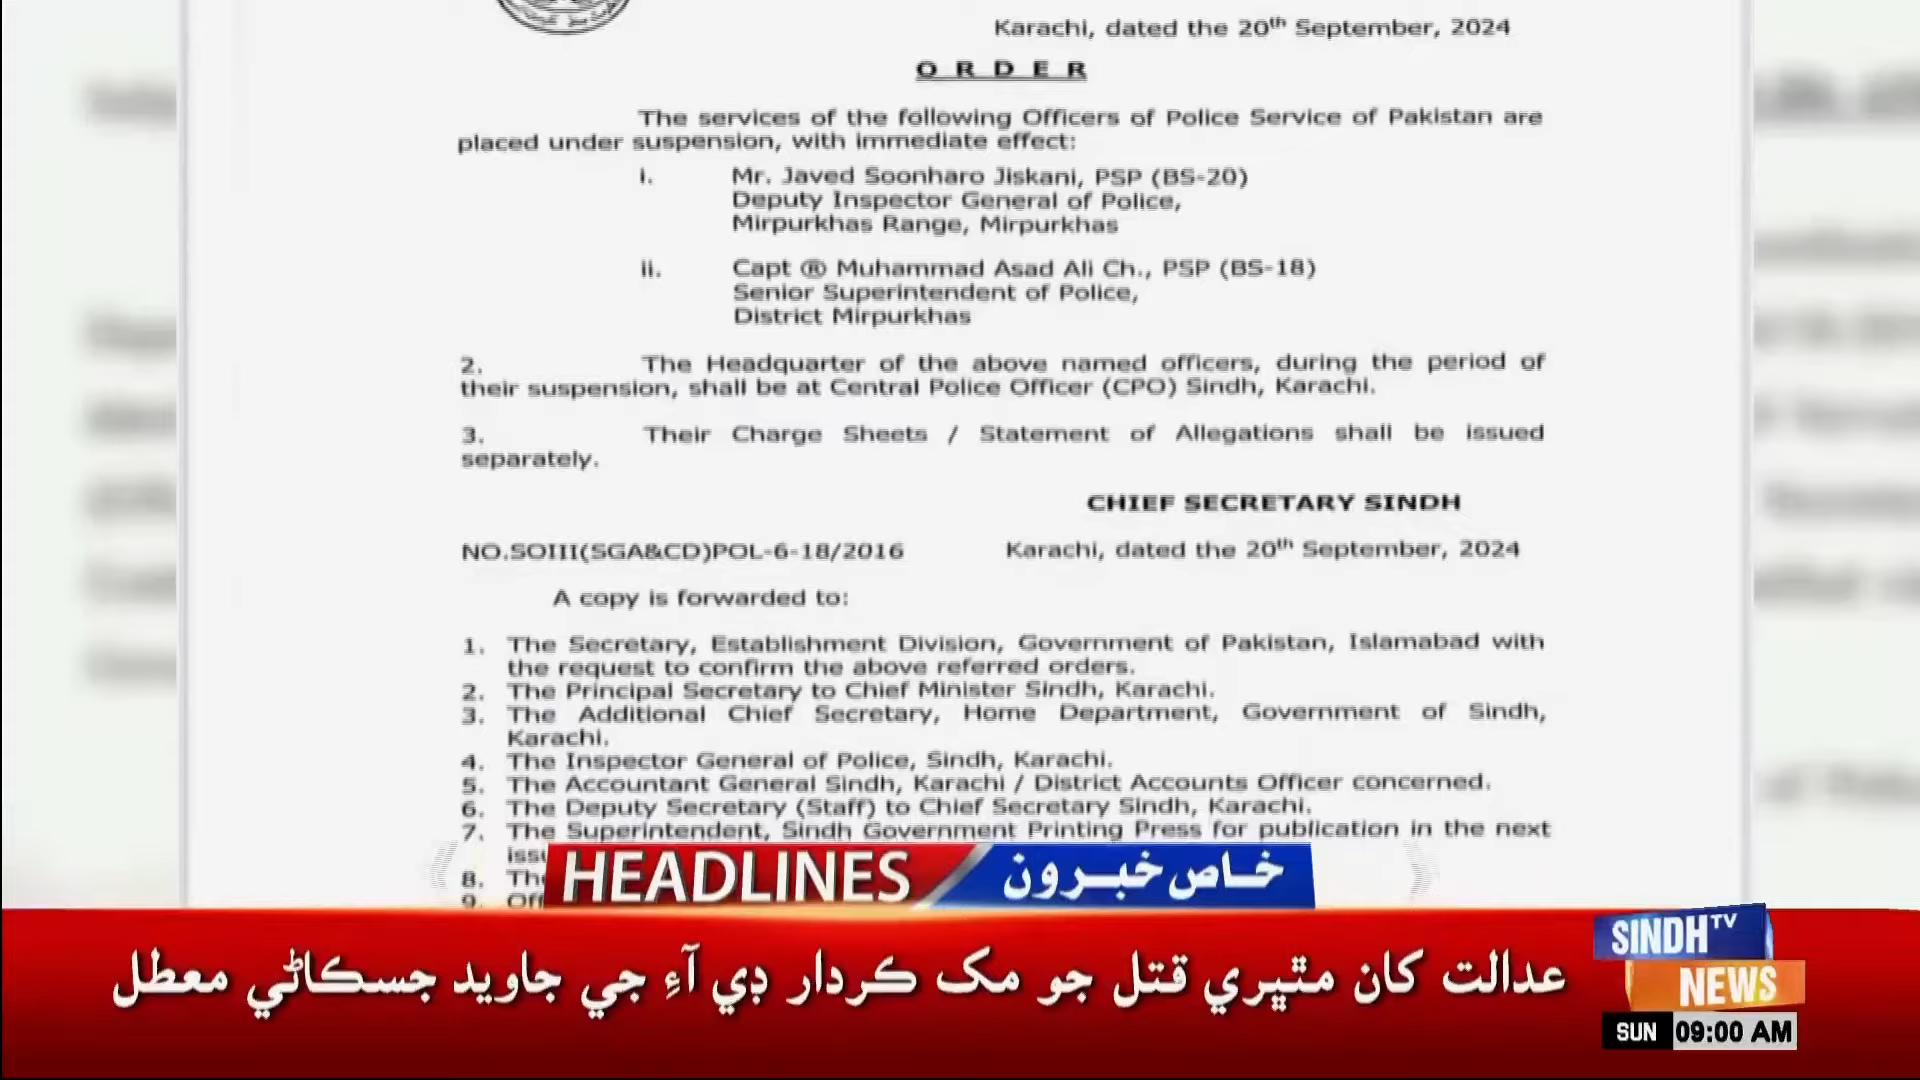 Karachi, dated the 20th September, 2024
O R D E R
The services of the following Officers of Police Service of Pakistan are
placed under suspension, with immediate effect:
i. Mr. Javed Soonharo Jiskani, PSP (BS-20)
Deputy Inspector General of Police,
Mirpurkhas Range, Mirpurkhas
ii. Capt ® Muhammad Asad Ali Ch., PSP (BS-18)
Senior Superintendent of Police,
District Mirpurkhas
2. The Headquarter of the above named officers, during the period of
their suspension, shall be at Central Police Officer (CPO) Sindh, Karachi.
3. Their Charge Sheets / Statement of Allegations shall be issued
separately.
CHIEF SECRETARY SINDH
NO.SOIII(SGA&CD)POL-6-18/2016 Karachi, dated the 20th September, 2024
A copy is forwarded to:
1. The Secretary, Establishment Division, Government of Pakistan, Islamabad with
the request to confirm the above referred orders.
2. The Principal Secretary to Chief Minister Sindh, Karachi.
3. The Additional Chief Secretary, Home Department, Government of Sindh,
Karachi.
4. The Inspector General of Police, Sindh, Karachi.
5. The Accountant General Sindh, Karachi / District Accounts Officer concerned.
6. The Deputy Secretary (Staff) to Chief Secretary Sindh, Karachi.
7. The Superintendent, Sindh Government Printing Press for publication in the next
8.
9.
HEADLINES خاص خبرون
عدالت کان مٿڀري قتل جو مک ڪردار ڊي آءِ جي جاويد جسڪاڻي معطل
SINDH TV
NEWS
SUN 09:00 AM